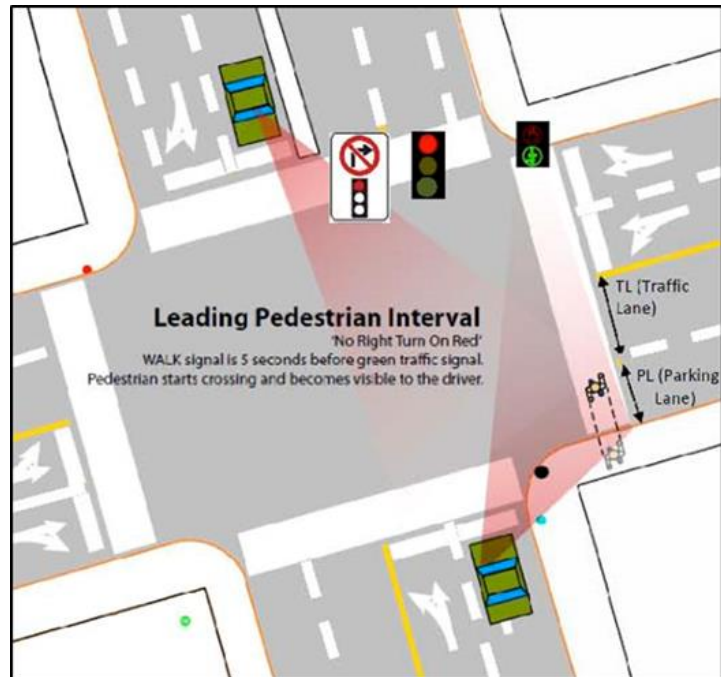 Leading Pedestrian Interval
'No Right Turn On Red'
WALK signal is 5 seconds before green traffic signal.
Pedestrian starts crossing and becomes visible to the driver.
TL (Traffic
Lane)
PL (Parking
Lane)